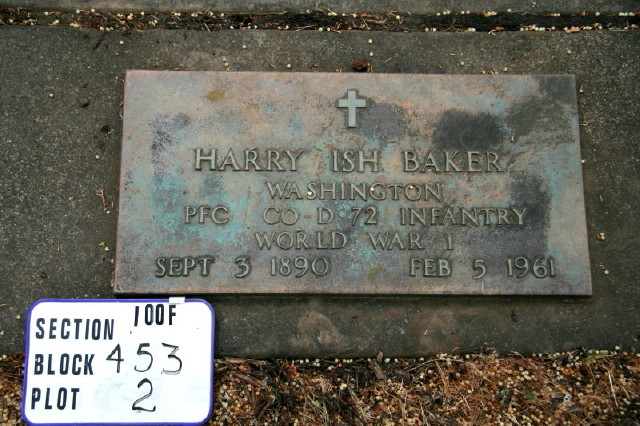 HARRY ISH BAKER
WASHINGTON
PFC CO D 72 INFANTRY
WORLD WAR I
SEPT 3 1890 FEB 5 1961
SECTION 100F
BLOCK 453
PLOT 2